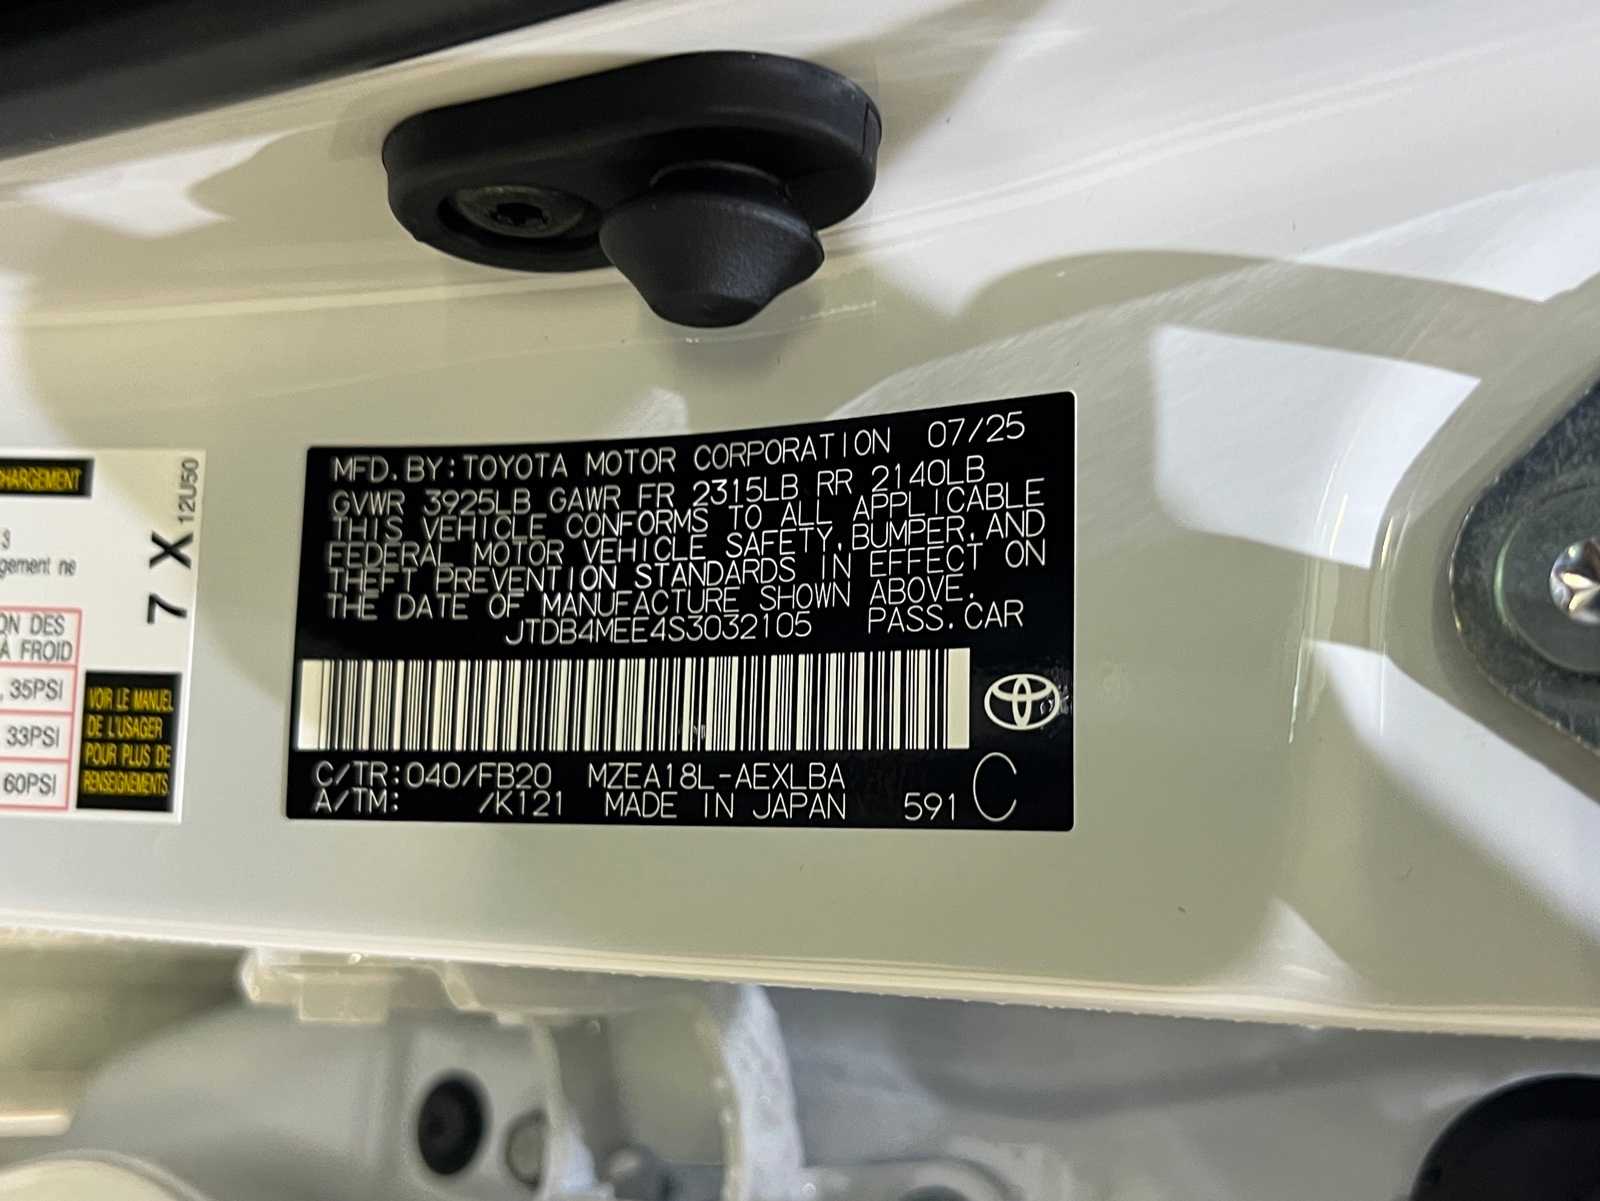 CHARGEMENT
12U50
7 X
3
gement ne
ON DES
À FROID
, 35PSI
33PSI
60PSI
VOIR LE MANUEL
DE L'USAGER
POUR PLUS DE
RENSEIGNEMENTS
MFD. BY: TOYOTA MOTOR CORPORATION 07/25
GVWR 3925LB GAWR FR 2315LB RR 2140LB
THIS VEHICLE CONFORMS TO ALL APPLICABLE
FEDERAL MOTOR VEHICLE SAFETY, BUMPER, AND
THEFT PREVENTION STANDARDS IN EFFECT ON
THE DATE OF MANUFACTURE SHOWN ABOVE.
JTDB4MEE4S3032105 PASS. CAR
C/TR: 040/FB20 MZEA18L-AEXLBA
A/TM: /K121 MADE IN JAPAN 591 C